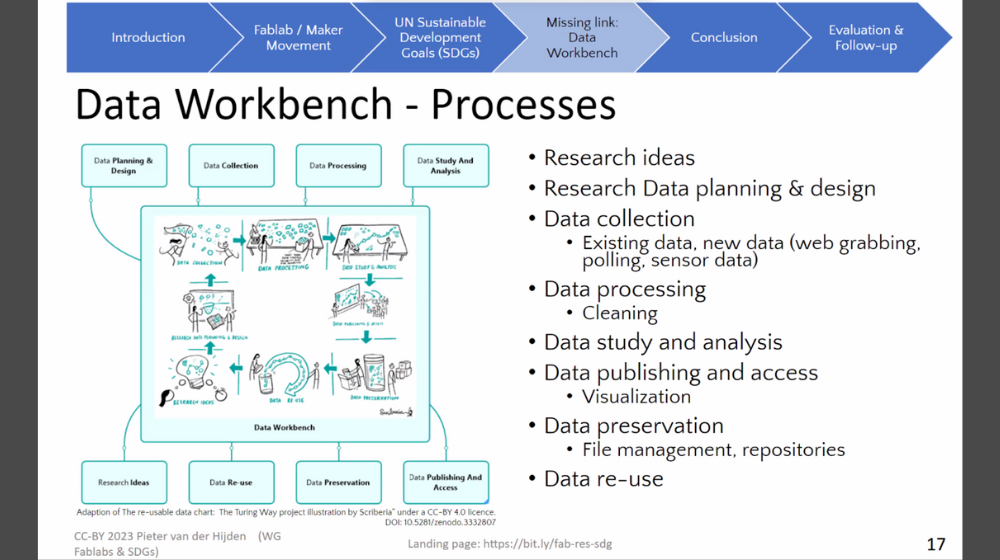 Introduction
Fablab / Maker
Movement
UN Sustainable
Development
Goals (SDGs)
Missing link:
Data
Workbench
Conclusion
Evaluation &
Follow-up
Data Workbench - Processes
Data Planning &
Design
Data Collection
Data Processing
Data Study And
Analysis
DATA COLLECTION
DATA PROCESSING
DATA STUDY & ANALYSIS
RESEARCH DATA PLANNING & DESIGN
DATA PUBLISHING & ACCESS
RESEARCH IDEAS
DATA RE-USE
DATA PRESERVATION
Scriberia
Data Workbench
Research Ideas
Data Re-use
Data Preservation
Data Publishing And
Access
Adaption of The re-usable data chart: The Turing Way project illustration by Scriberia" under a CC-BY 4.0 licence.
DOI: 10.5281/zenodo.3332807
• Research ideas
• Research Data planning & design
• Data collection
• Existing data, new data (web grabbing,
polling, sensor data)
• Data processing
• Cleaning
• Data study and analysis
• Data publishing and access
• Visualization
• Data preservation
• File management, repositories
• Data re-use
CC-BY 2023 Pieter van der Hijden (WG
Fablabs & SDGs)
Landing page: https://bit.ly/fab-res-sdg
17